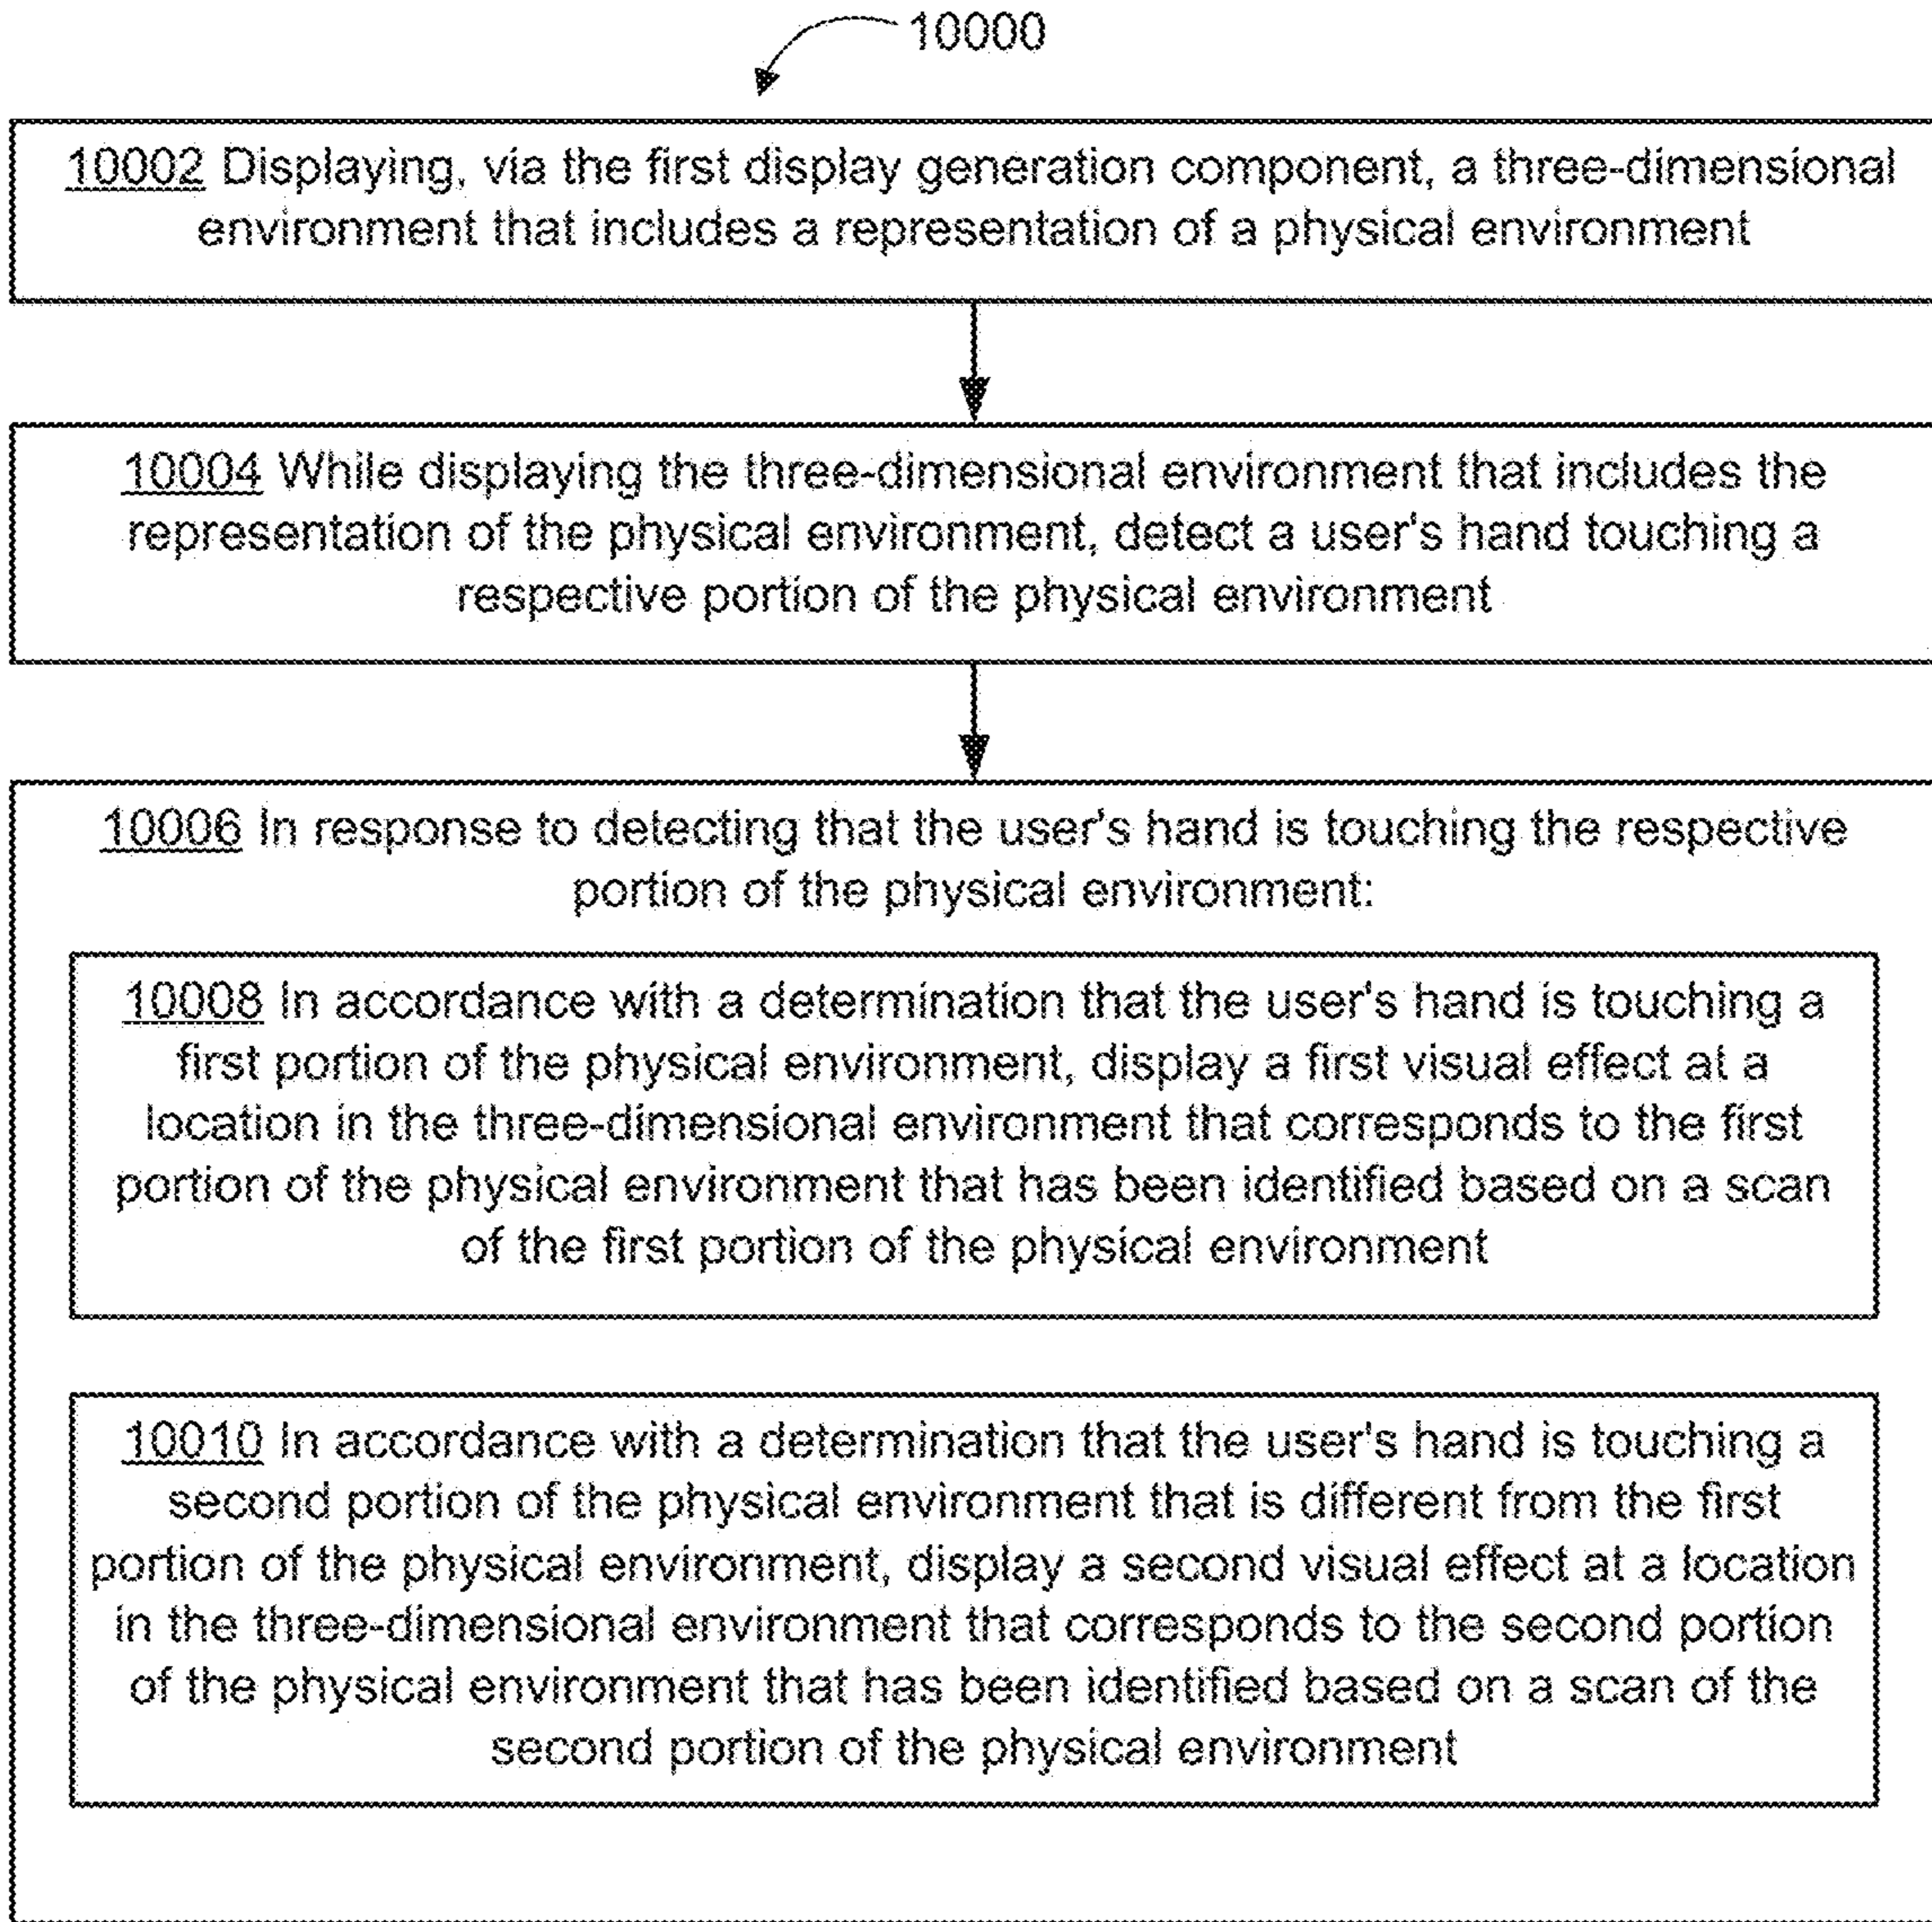 10000
10002 Displaying, via the first display generation component, a three-dimensional
environment that includes a representation of a physical environment
10004 While displaying the three-dimensional environment that includes the
representation of the physical environment, detect a user's hand touching a
respective portion of the physical environment
10006 In response to detecting that the user's hand is touching the respective
portion of the physical environment:
10008 In accordance with a determination that the user's hand is touching a
first portion of the physical environment, display a first visual effect at a
location in the three-dimensional environment that corresponds to the first
portion of the physical environment that has been identified based on a scan
of the first portion of the physical environment
10010 In accordance with a determination that the user's hand is touching a
second portion of the physical environment that is different from the first
portion of the physical environment, display a second visual effect at a location
in the three-dimensional environment that corresponds to the second portion
of the physical environment that has been identified based on a scan of the
second portion of the physical environment